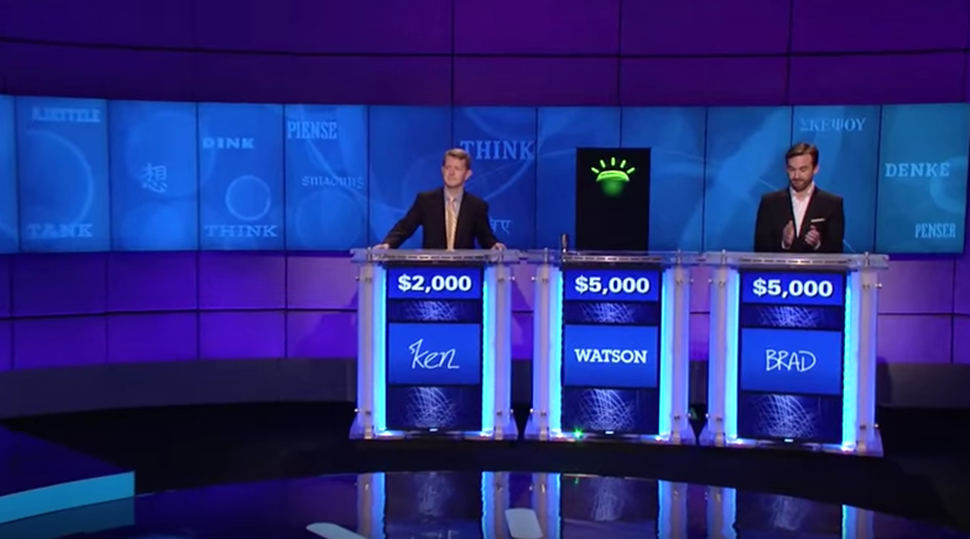 TANK
想
DINK
THINK
PIENSE
THINK
ΣΚΕΨΟΥ
DENKE
PENSER
$2,000
$5,000
$5,000
Ken
WATSON
BRAD